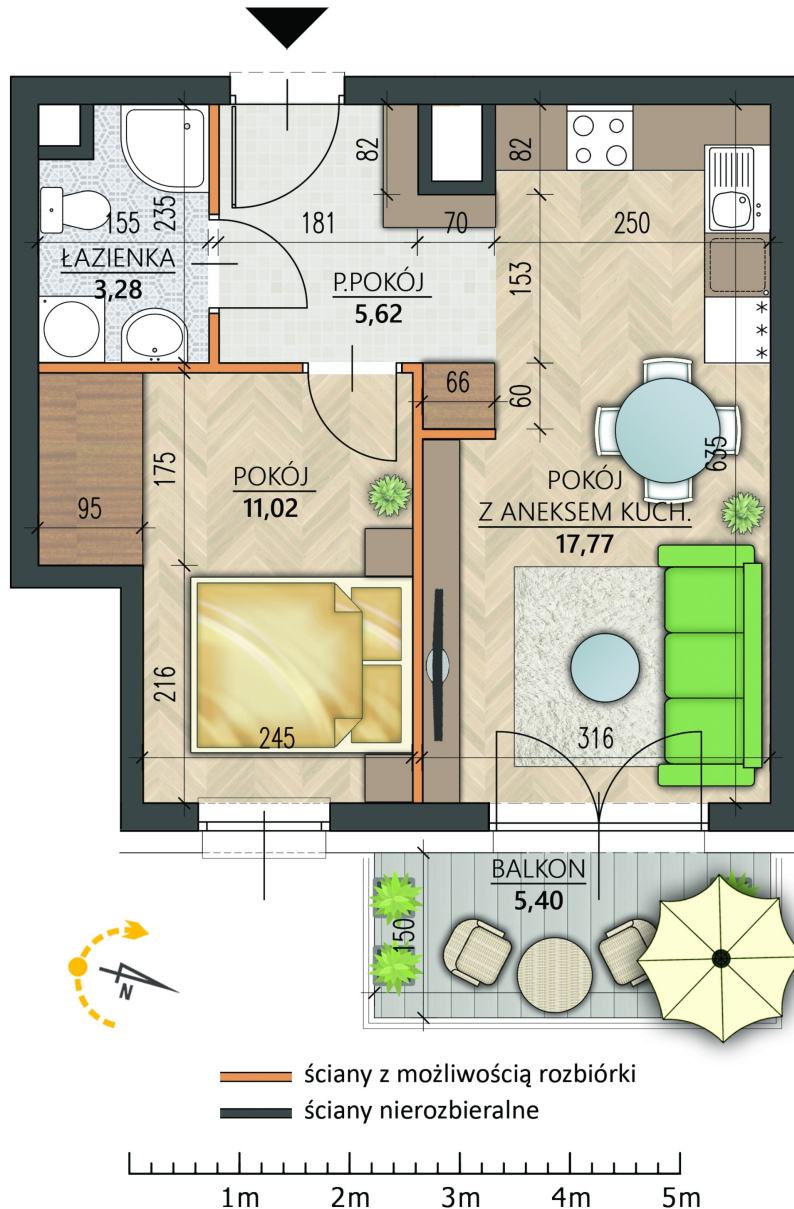 82
82
155
235
181
70
250
ŁAZIENKA
3,28
P.POKÓJ
5,62
153
66
60
635
175
POKÓJ
11,02
95
POKÓJ
Z ANEKSEM KUCH.
17,77
216
245
316
BALKON
5,40
150
N
ściany z możliwością rozbiórki
ściany nierozbieralne
1m 2m 3m 4m 5m